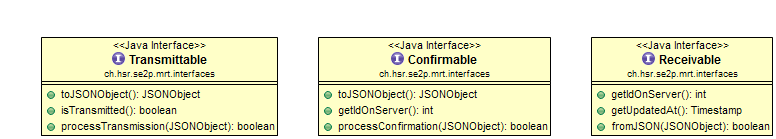 <<Java Interface>>
Transmittable
ch.hsr.se2p.mrt.interfaces
toJSONObject(): JSONObject
isTransmitted(): boolean
processTransmission(JSONObject): boolean
<<Java Interface>>
Confirmable
ch.hsr.se2p.mrt.interfaces
toJSONObject(): JSONObject
getIdOnServer(): int
processConfirmation(JSONObject): boolean
<<Java Interface>>
Receivable
ch.hsr.se2p.mrt.interfaces
getIdOnServer(): int
getUpdatedAt(): Timestamp
fromJSON(JSONObject): boolean